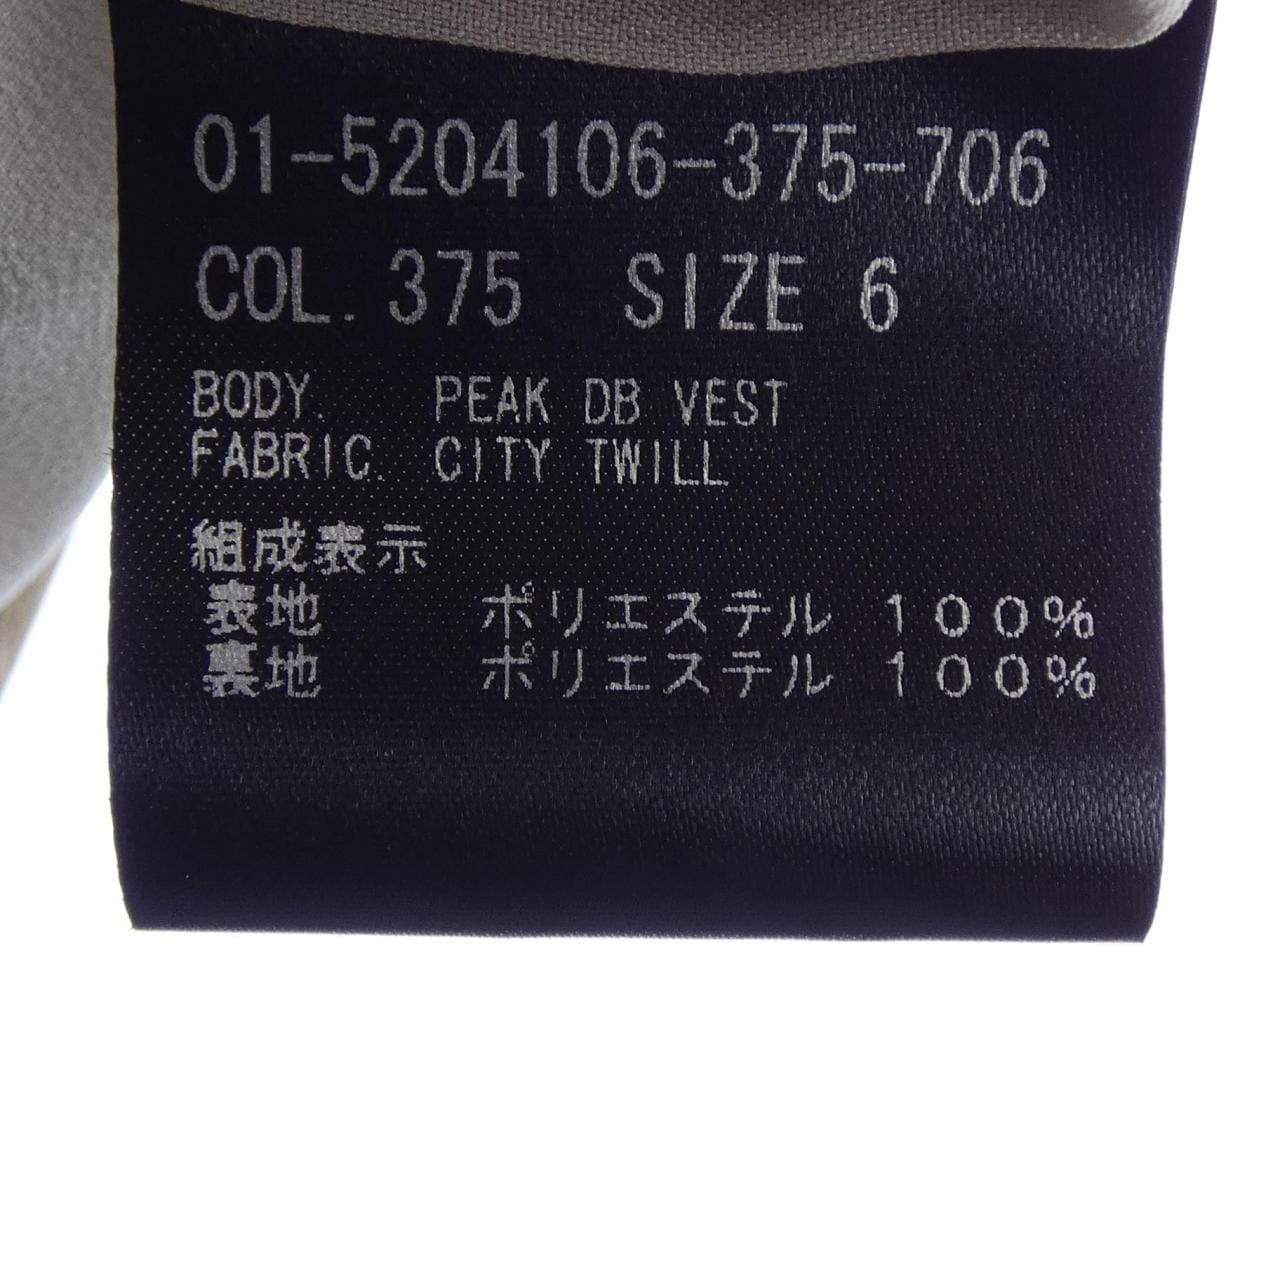 01-5204106-375-706
COL. 375 SIZE 6
BODY. PEAK DB VEST
FABRIC. CITY TWILL
組成表示
表地 ポリエステル 100%
裏地 ポリエステル 100%